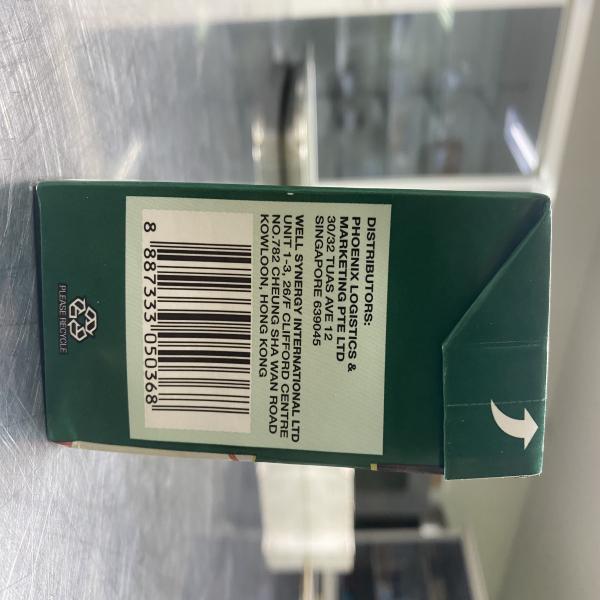 DISTRIBUTORS:
PHOENIX LOGISTICS &
MARKETING PTE LTD
30/32 TUAS AVE 12
SINGAPORE 639045
WELL SYNERGY INTERNATIONAL LTD
UNIT 1-3, 26/F CLIFFORD CENTRE
NO.782 CHEUNG SHA WAN ROAD
KOWLOON, HONG KONG
8 887333 050368
PLEASE RECYCLE